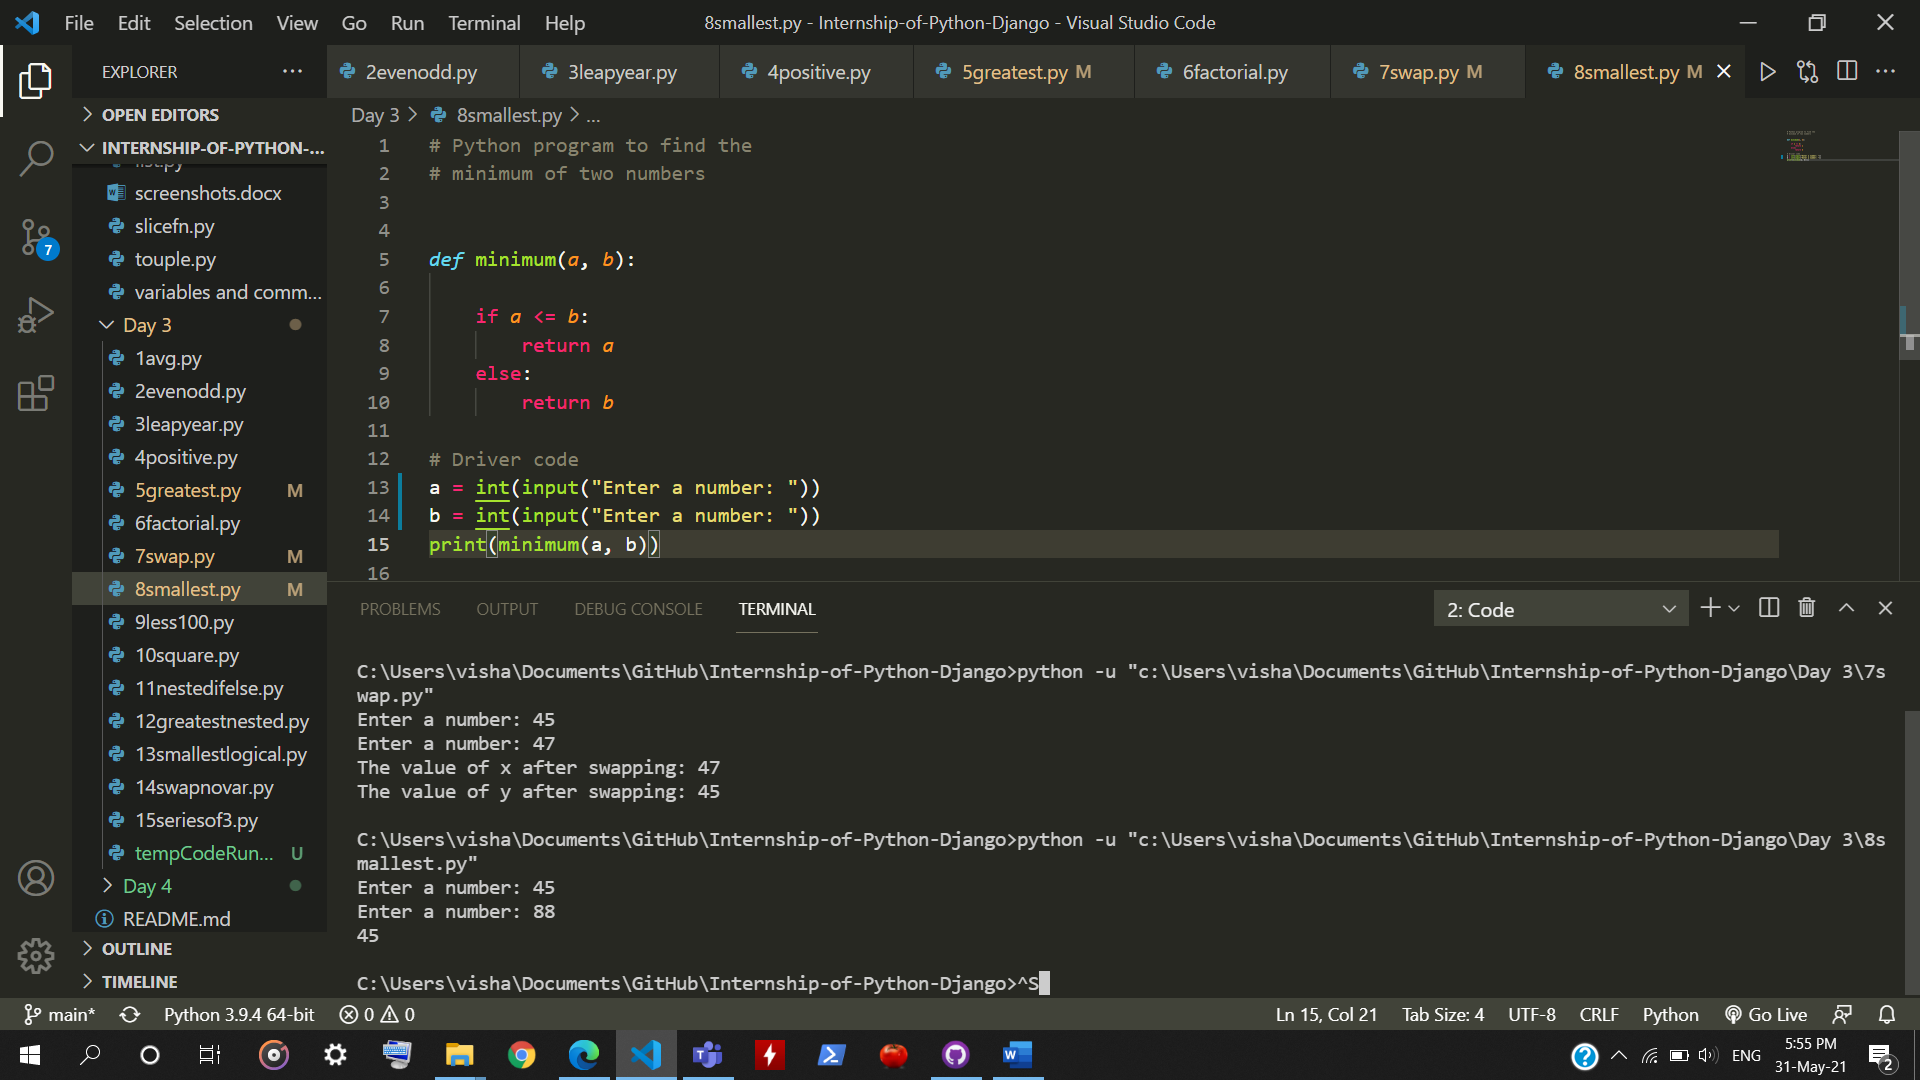 File Edit Selection View Go Run Terminal Help
8smallest.py - Internship-of-Python-Django - Visual Studio Code
EXPLORER
2evenodd.py
3leapyear.py
4positive.py
5greatest.py M
6factorial.py
7swap.py M
8smallest.py M
OPEN EDITORS
INTERNSHIP-OF-PYTHON-...
list.py
screenshots.docx
slicefn.py
touple.py
variables and comm...
Day 3
1avg.py
2evenodd.py
3leapyear.py
4positive.py
5greatest.py M
6factorial.py
7swap.py M
8smallest.py M
9less100.py
10square.py
11nestedifelse.py
12greatestnested.py
13smallestlogical.py
14swapnovar.py
15seriesof3.py
tempCodeRun... U
Day 4
README.md
OUTLINE
TIMELINE
7
Day 3 > 8smallest.py > ...
1 # Python program to find the
2 # minimum of two numbers
3
4
5 def minimum(a, b):
6
7 if a <= b:
8 return a
9 else:
10 return b
11
12 # Driver code
13 a = int(input("Enter a number: "))
14 b = int(input("Enter a number: "))
15 print(minimum(a, b))
16
PROBLEMS OUTPUT DEBUG CONSOLE TERMINAL
2: Code
C:\Users\visha\Documents\GitHub\Internship-of-Python-Django>python -u "c:\Users\visha\Documents\GitHub\Internship-of-Python-Django\Day 3\7s
wap.py"
Enter a number: 45
Enter a number: 47
The value of x after swapping: 47
The value of y after swapping: 45
C:\Users\visha\Documents\GitHub\Internship-of-Python-Django>python -u "c:\Users\visha\Documents\GitHub\Internship-of-Python-Django\Day 3\8s
mallest.py"
Enter a number: 45
Enter a number: 88
45
C:\Users\visha\Documents\GitHub\Internship-of-Python-Django>^S
main* Python 3.9.4 64-bit 0 0
Ln 15, Col 21 Tab Size: 4 UTF-8 CRLF Python Go Live
ENG
5:55 PM
31-May-21
2